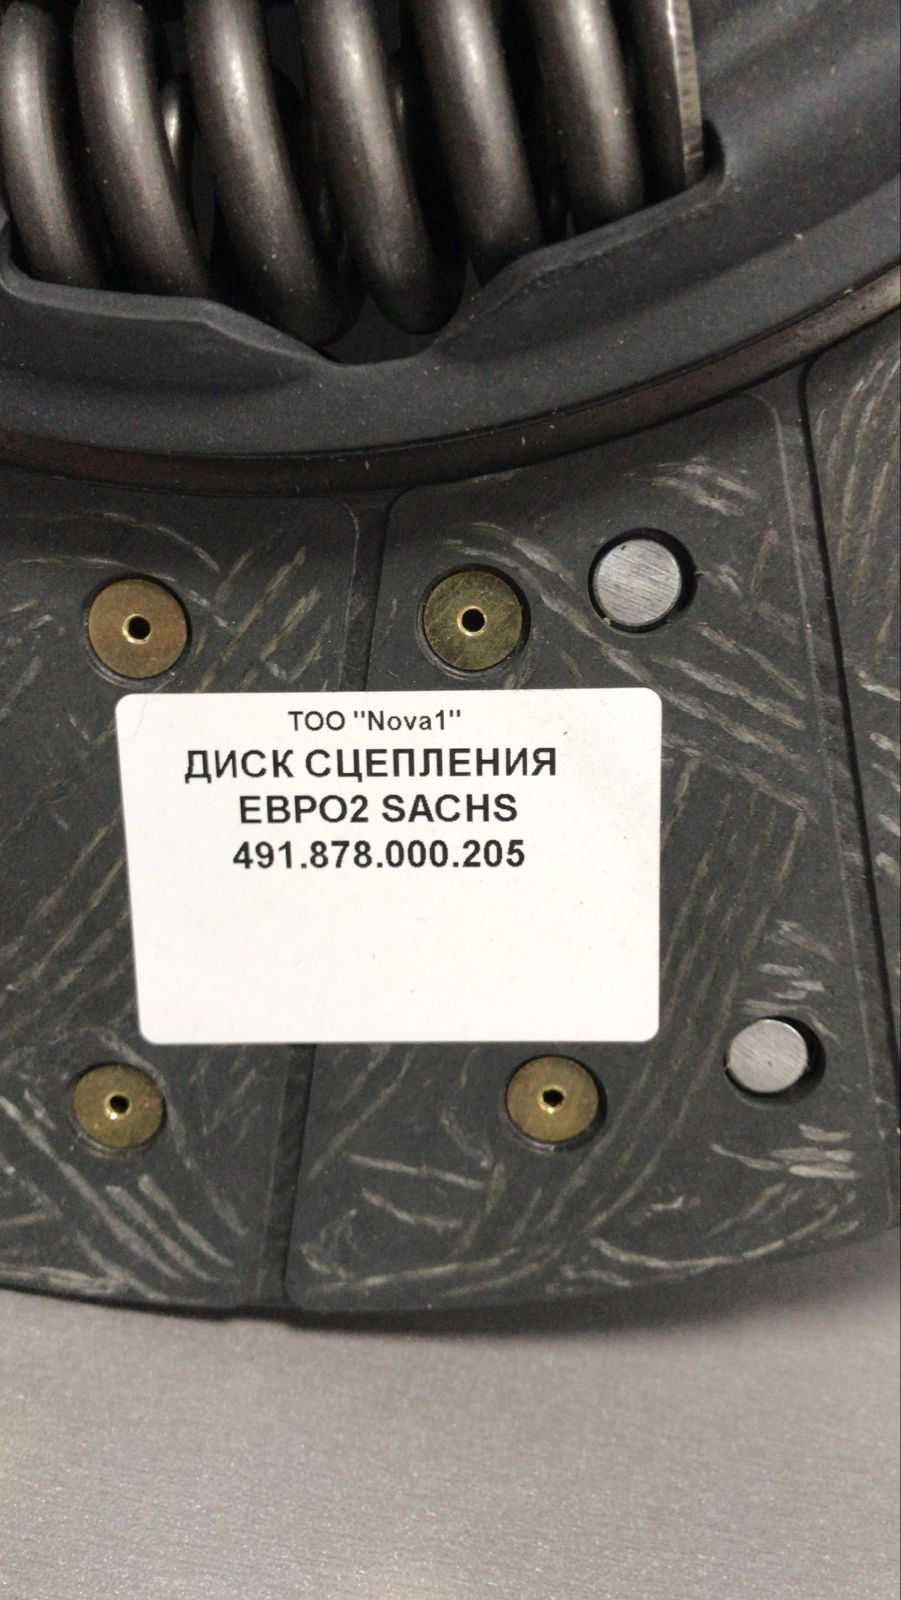 ТОО "Nova1"
ДИСК СЦЕПЛЕНИЯ
ЕВРО2 SACHS
491.878.000.205